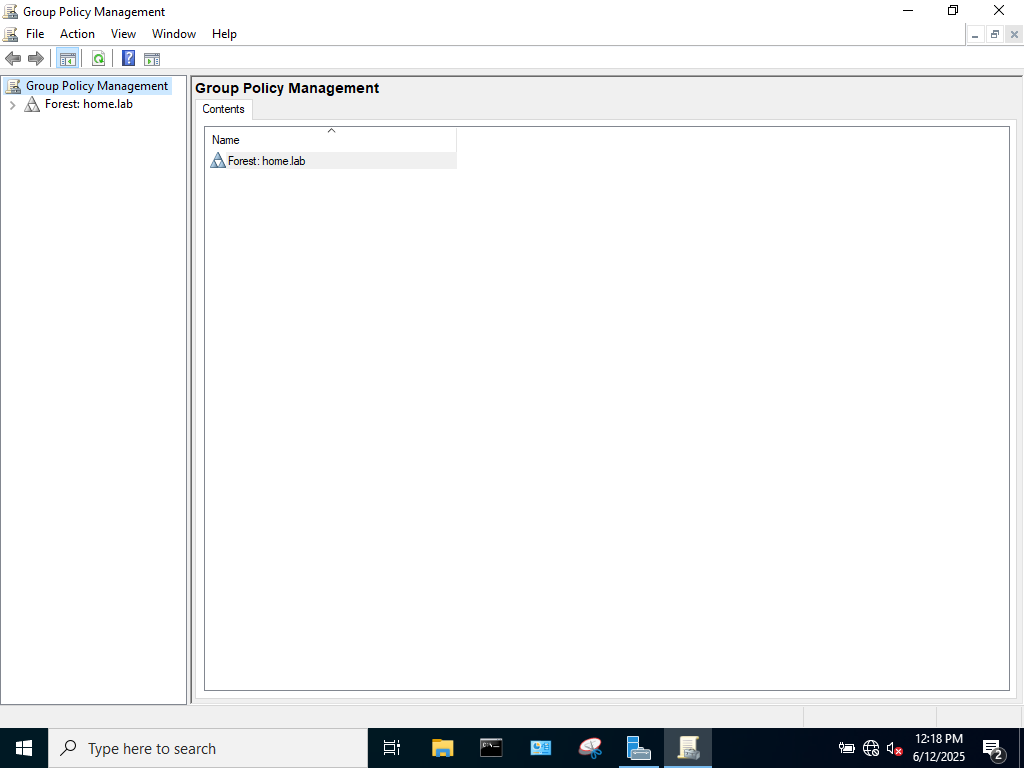 Group Policy Management
File Action View Window Help
Group Policy Management
Forest: home.lab
Group Policy Management
Contents
Name
Forest: home.lab
Type here to search
12:18 PM
6/12/2025
2